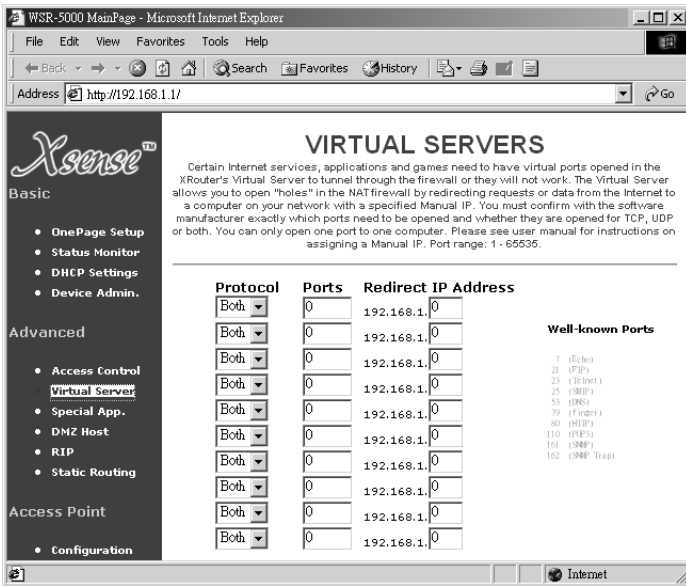 WSR-5000 MainPage - Microsoft Internet Explorer
File Edit View Favorites Tools Help
Back Search Favorites History
Address http://192.168.1.1/ Go
Xsense™
Basic
OnePage Setup
Status Monitor
DHCP Settings
Device Admin.
Advanced
Access Control
Virtual Server
Special App.
DMZ Host
RIP
Static Routing
Access Point
Configuration
VIRTUAL SERVERS
Certain Internet services, applications and games need to have virtual ports opened in the
XRouter's Virtual Server to tunnel through the firewall or they will not work. The Virtual Server
allows you to open "holes" in the NAT firewall by redirecting requests or data from the Internet to
a computer on your network with a specified Manual IP. You must confirm with the software
manufacturer exactly which ports need to be opened and whether they are opened for TCP, UDP
or both. You can only open one port to one computer. Please see user manual for instructions on
assigning a Manual IP. Port range: 1 - 65535.
Protocol Ports Redirect IP Address
Both 0 192.168.1.0
Both 0 192.168.1.0
Both 0 192.168.1.0
Both 0 192.168.1.0
Both 0 192.168.1.0
Both 0 192.168.1.0
Both 0 192.168.1.0
Both 0 192.168.1.0
Both 0 192.168.1.0
Both 0 192.168.1.0
Well-known Ports
7 (Echo)
21 (FTP)
23 (Telnet)
25 (SMTP)
53 (DNS)
79 (finger)
80 (HTTP)
110 (POP3)
161 (SNMP)
162 (SNMP Trap)
Internet